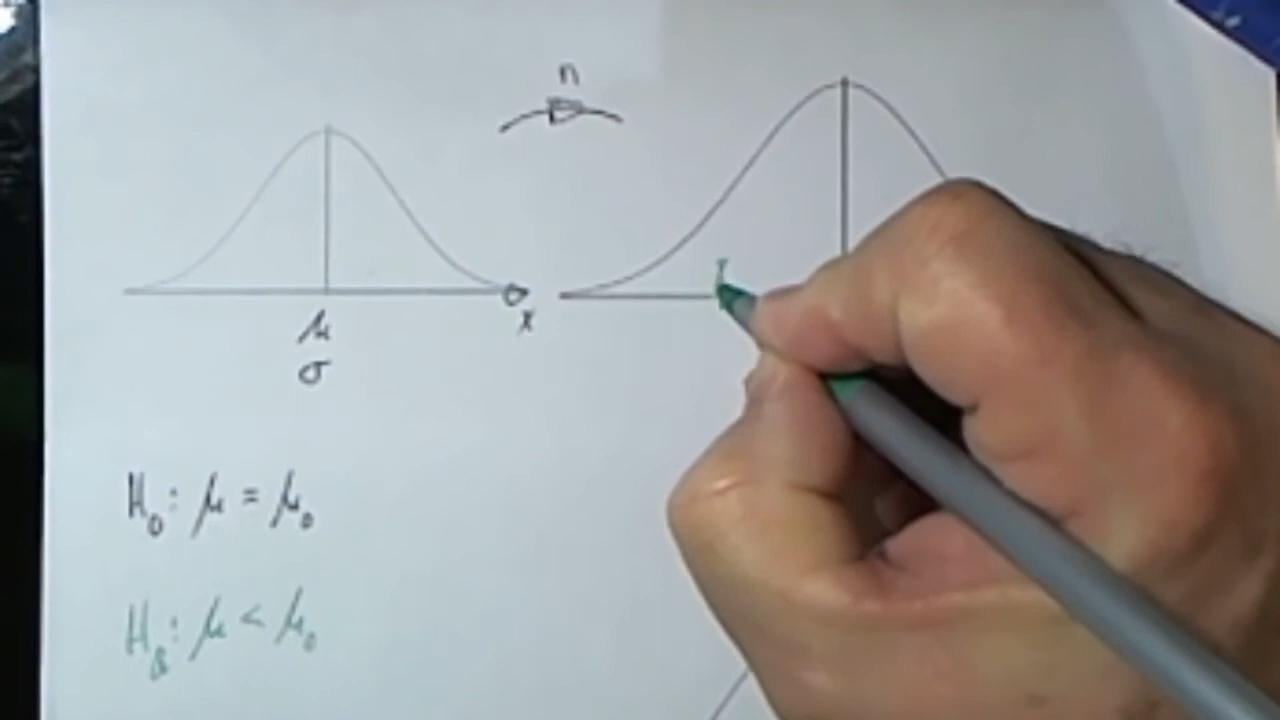 n
μ
x
σ
H₀: μ = μ₀
Hₐ: μ < μ₀